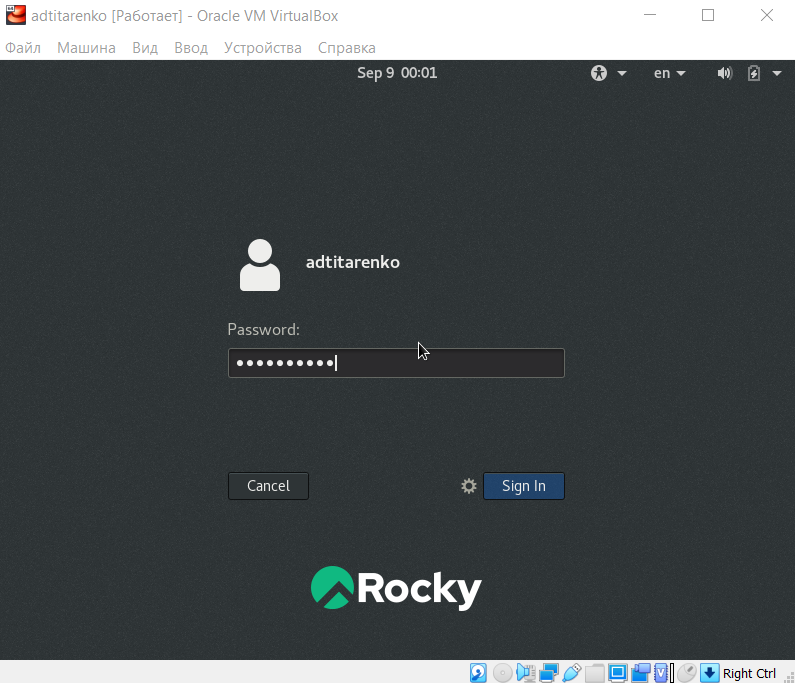 adtitarenko [Работает] - Oracle VM VirtualBox
Файл Машина Вид Ввод Устройства Справка
Sep 9 00:01 en
adtitarenko
Password:
••••••••••
Cancel Sign In
Rocky
Right Ctrl